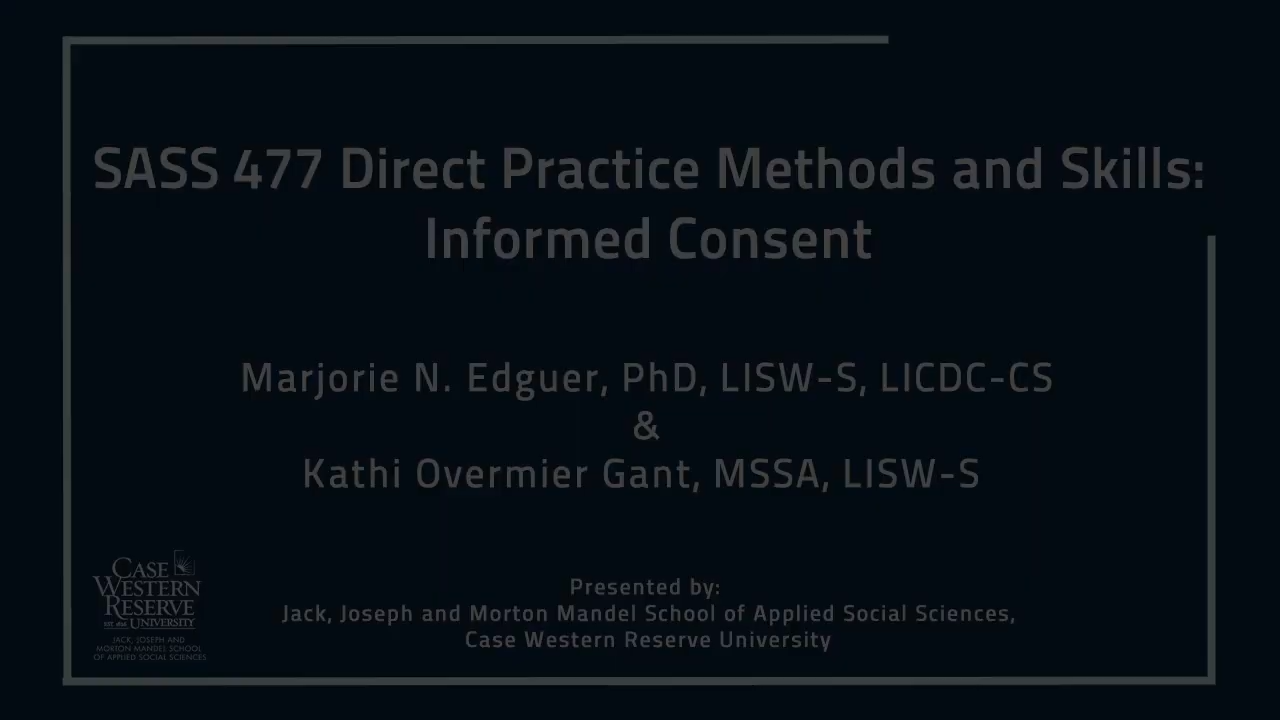 SASS 477 Direct Practice Methods and Skills:
Informed Consent
Marjorie N. Edguer, PhD, LISW-S, LICDC-CS
&
Kathi Overmier Gant, MSSA, LISW-S
Presented by:
Jack, Joseph and Morton Mandel School of Applied Social Sciences,
Case Western Reserve University
CASE
WESTERN
RESERVE
EST. 1826 UNIVERSITY
JACK, JOSEPH AND
MORTON MANDEL SCHOOL
OF APPLIED SOCIAL SCIENCES